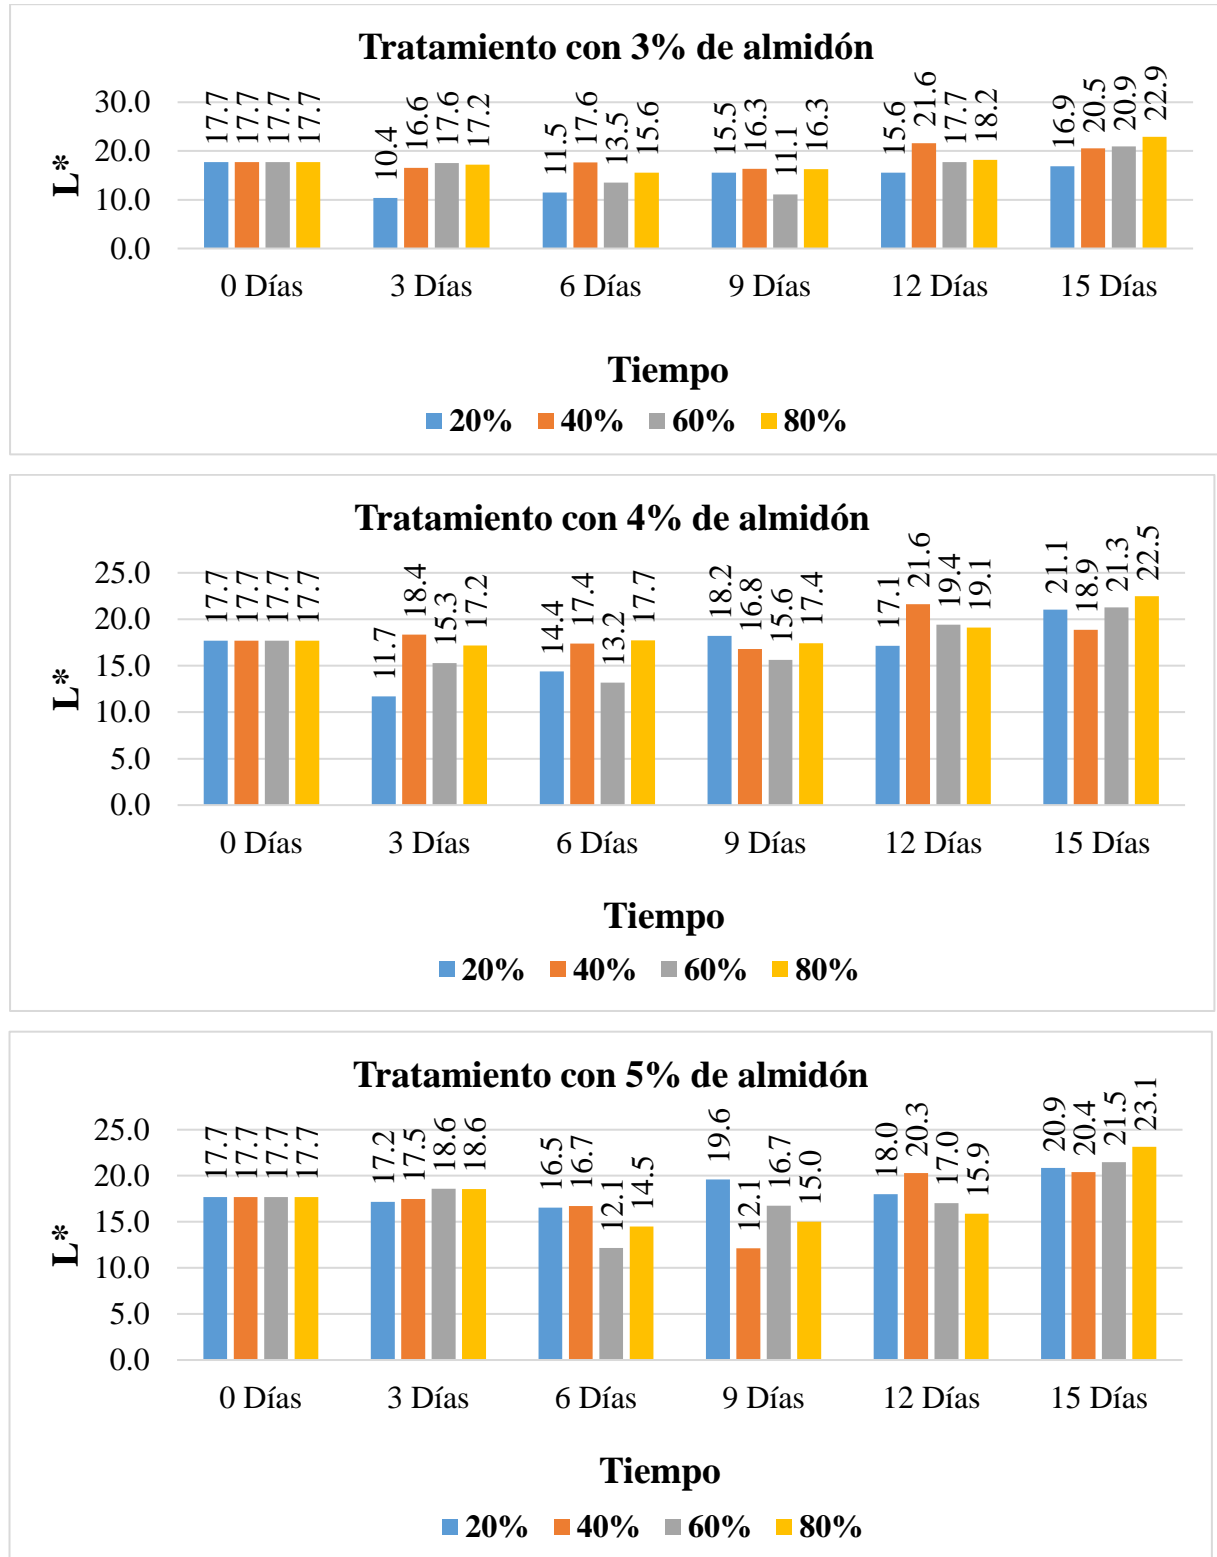 Tratamiento con 3% de almidón
17.7 17.7 17.7 17.7 10.4 16.6 17.6 17.2 11.5 17.6 13.5 15.6 15.5 16.3 11.1 16.3 15.6 21.6 17.7 18.2 16.9 20.5 20.9 22.9
30.0
20.0
10.0
0.0
L*
0 Días 3 Días 6 Días 9 Días 12 Días 15 Días
Tiempo
20% 40% 60% 80%
Tratamiento con 4% de almidón
17.7 17.7 17.7 17.7 11.7 18.4 15.3 17.2 14.4 17.4 13.2 17.7 18.2 16.8 15.6 17.4 17.1 21.6 19.4 19.1 21.1 18.9 21.3 22.5
25.0
20.0
15.0
10.0
5.0
0.0
L*
0 Días 3 Días 6 Días 9 Días 12 Días 15 Días
Tiempo
20% 40% 60% 80%
Tratamiento con 5% de almidón
17.7 17.7 17.7 17.7 17.2 17.5 18.6 18.6 16.5 16.7 12.1 14.5 19.6 12.1 16.7 15.0 18.0 20.3 17.0 15.9 20.9 20.4 21.5 23.1
25.0
20.0
15.0
10.0
5.0
0.0
L*
0 Días 3 Días 6 Días 9 Días 12 Días 15 Días
Tiempo
20% 40% 60% 80%